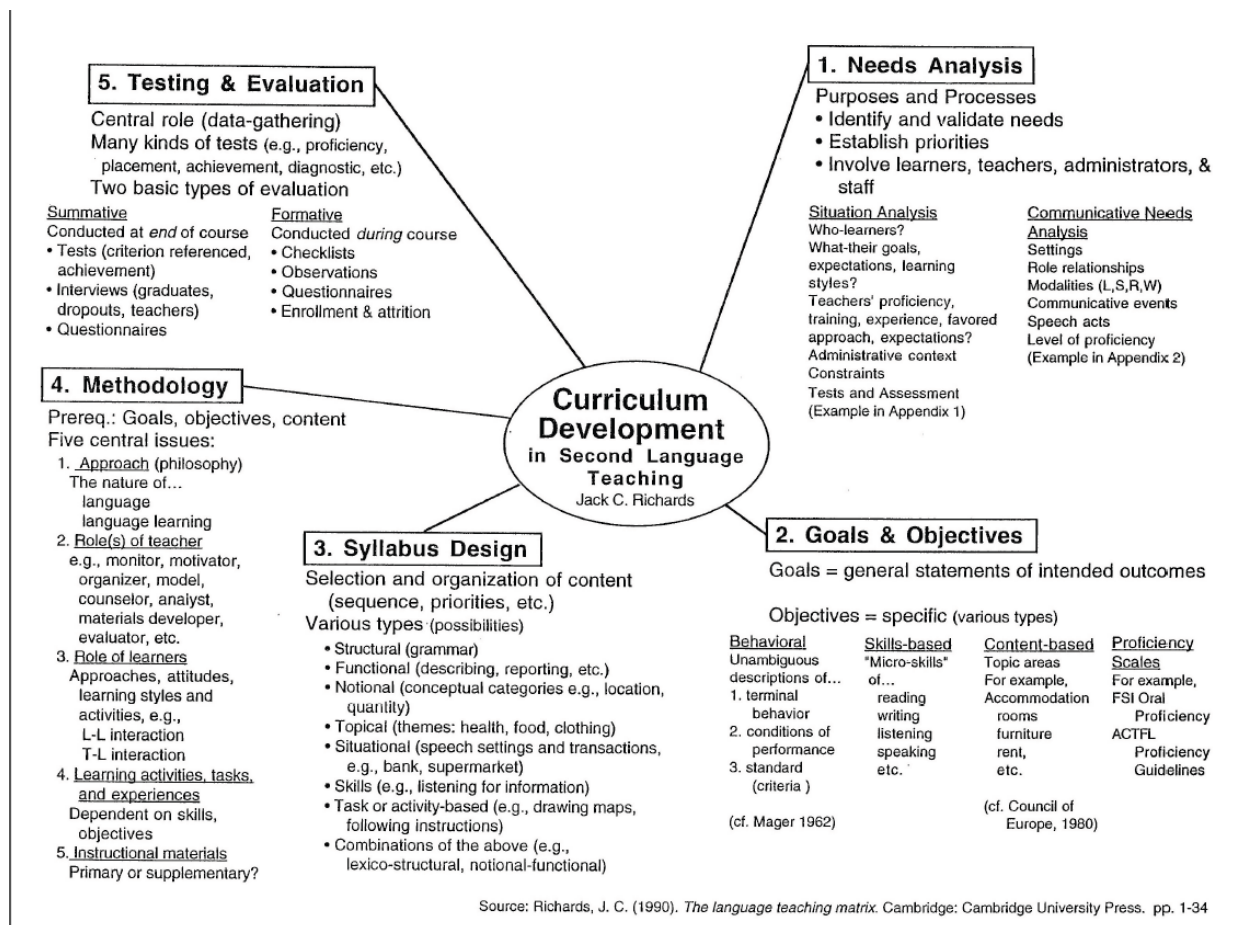 5. Testing & Evaluation
Central role (data-gathering)
Many kinds of tests (e.g., proficiency,
placement, achievement, diagnostic, etc.)
Two basic types of evaluation
Summative
Conducted at end of course
• Tests (criterion referenced,
achievement)
• Interviews (graduates,
dropouts, teachers)
• Questionnaires
Formative
Conducted during course
• Checklists
• Observations
• Questionnaires
• Enrollment & attrition
1. Needs Analysis
Purposes and Processes
• Identify and validate needs
• Establish priorities
• Involve learners, teachers, administrators, &
staff
Situation Analysis
Who-learners?
What-their goals,
expectations, learning
styles?
Teachers' proficiency,
training, experience, favored
approach, expectations?
Administrative context
Constraints
Tests and Assessment
(Example in Appendix 1)
Communicative Needs
Analysis
Settings
Role relationships
Modalities (L,S,R,W)
Communicative events
Speech acts
Level of proficiency
(Example in Appendix 2)
Curriculum
Development
in Second Language
Teaching
Jack C. Richards
4. Methodology
Prereq.: Goals, objectives, content
Five central issues:
1. Approach (philosophy)
The nature of...
language
language learning
2. Role(s) of teacher
e.g., monitor, motivator,
organizer, model,
counselor, analyst,
materials developer,
evaluator, etc.
3. Role of learners
Approaches, attitudes,
learning styles and
activities, e.g.,
L-L interaction
T-L interaction
4. Learning activities, tasks,
and experiences
Dependent on skills,
objectives
5. Instructional materials
Primary or supplementary?
3. Syllabus Design
Selection and organization of content
(sequence, priorities, etc.)
Various types (possibilities)
• Structural (grammar)
• Functional (describing, reporting, etc.)
• Notional (conceptual categories e.g., location,
quantity)
• Topical (themes: health, food, clothing)
• Situational (speech settings and transactions,
e.g., bank, supermarket)
• Skills (e.g., listening for information)
• Task or activity-based (e.g., drawing maps,
following instructions)
• Combinations of the above (e.g.,
lexico-structural, notional-functional)
2. Goals & Objectives
Goals = general statements of intended outcomes
Objectives = specific (various types)
Behavioral
Unambiguous
descriptions of...
1. terminal
behavior
2. conditions of
performance
3. standard
(criteria )
(cf. Mager 1962)
Skills-based
"Micro-skills"
of...
reading
writing
listening
speaking
etc.
Content-based
Topic areas
For example,
Accommodation
rooms
furniture
rent,
etc.
(cf. Council of
Europe, 1980)
Proficiency
Scales
For example,
FSI Oral
Proficiency
ACTFL
Proficiency
Guidelines
Source: Richards, J. C. (1990). The language teaching matrix. Cambridge: Cambridge University Press. pp. 1-34